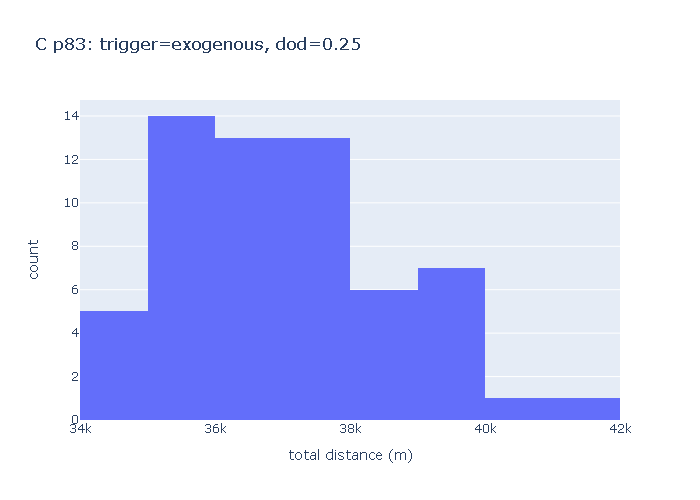 C p83: trigger=exogenous, dod=0.25
14
12
10
8
6
4
2
0
34k 36k 38k 40k 42k
total distance (m)
count